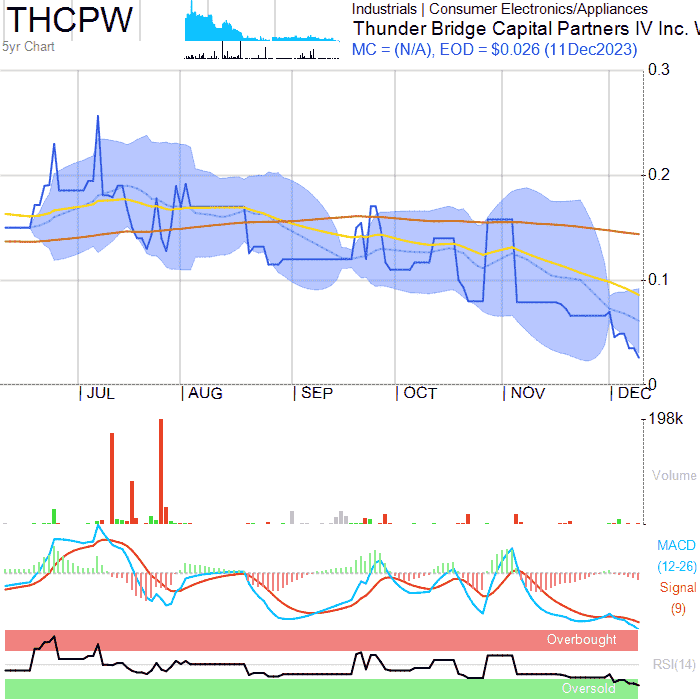 THCPW
5yr Chart
Industrials | Consumer Electronics/Appliances
Thunder Bridge Capital Partners IV Inc. W
MC = (N/A), EOD = $0.026 (11Dec2023)
0.3
0.2
0.1
0
| JUL
| AUG
| SEP
| OCT
| NOV
| DEC
198k
Volume
MACD
(12-26)
Signal
(9)
Overbought
RSI(14)
Oversold